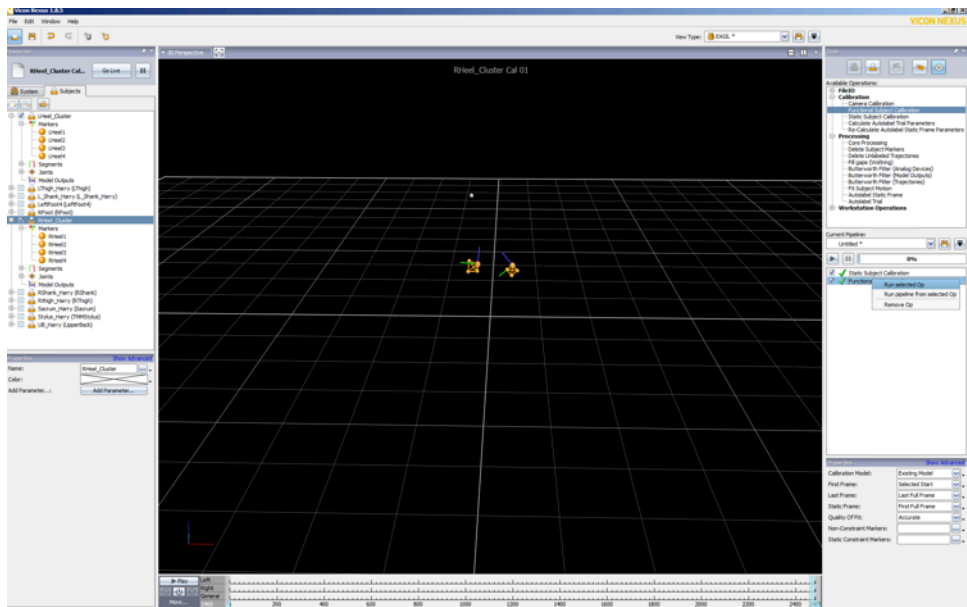 Vicon Nexus 1.8.5
File Edit Window Help
VICON NEXUS
View Type: EASIL *
Resources
RHeel_Cluster Cal... Go Live
System Subjects
LHeel_Cluster
Markers
LHeel1
LHeel2
LHeel3
LHeel4
Segments
Joints
Model Outputs
LThigh_Harry (LThigh)
L_Shank_Harry (L_Shank_Harry)
LeftFoot4 (LeftFoot4)
RFoot (RFoot)
RHeel_Cluster
Markers
RHeel1
RHeel2
RHeel3
RHeel4
Segments
Joints
Model Outputs
RShank_Harry (RShank)
RThigh_Harry (RThigh)
Sacrum_Harry (Sacrum)
Stylus_Harry (TMMStylus)
UB_Harry (UpperBack)
Properties Show Advanced
Name: RHeel_Cluster
Color:
Add Parameter...: Add Parameter...
3D Perspective
RHeel_Cluster Cal 01
Play
Left
Right
General
More...
200 400 600 800 1000 1200 1400 1600 1800 2000 2200 2400
Tools
Available Operations:
FileIO
Calibration
Camera Calibration
Functional Subject Calibration
Static Subject Calibration
Calculate Autolabel Trial Parameters
Re-Calculate Autolabel Static Frame Parameters
Processing
Core Processing
Delete Subject Markers
Delete Unlabeled Trajectories
Fill gaps (Woltring)
Butterworth Filter (Analog Devices)
Butterworth Filter (Model Outputs)
Butterworth Filter (Trajectories)
Fit Subject Motion
Autolabel Static Frame
Autolabel Trial
Workstation Operations
Current Pipeline:
Untitled *
0%
Static Subject Calibration
Functiona
Run selected Op
Run pipeline from selected Op
Remove Op
Properties Show Advanced
Calibration Model: Existing Model
First Frame: Selected Start
Last Frame: Last Full Frame
Static Frame: First Full Frame
Quality Of Fit: Accurate
Non-Constraint Markers:
Static Constraint Markers: